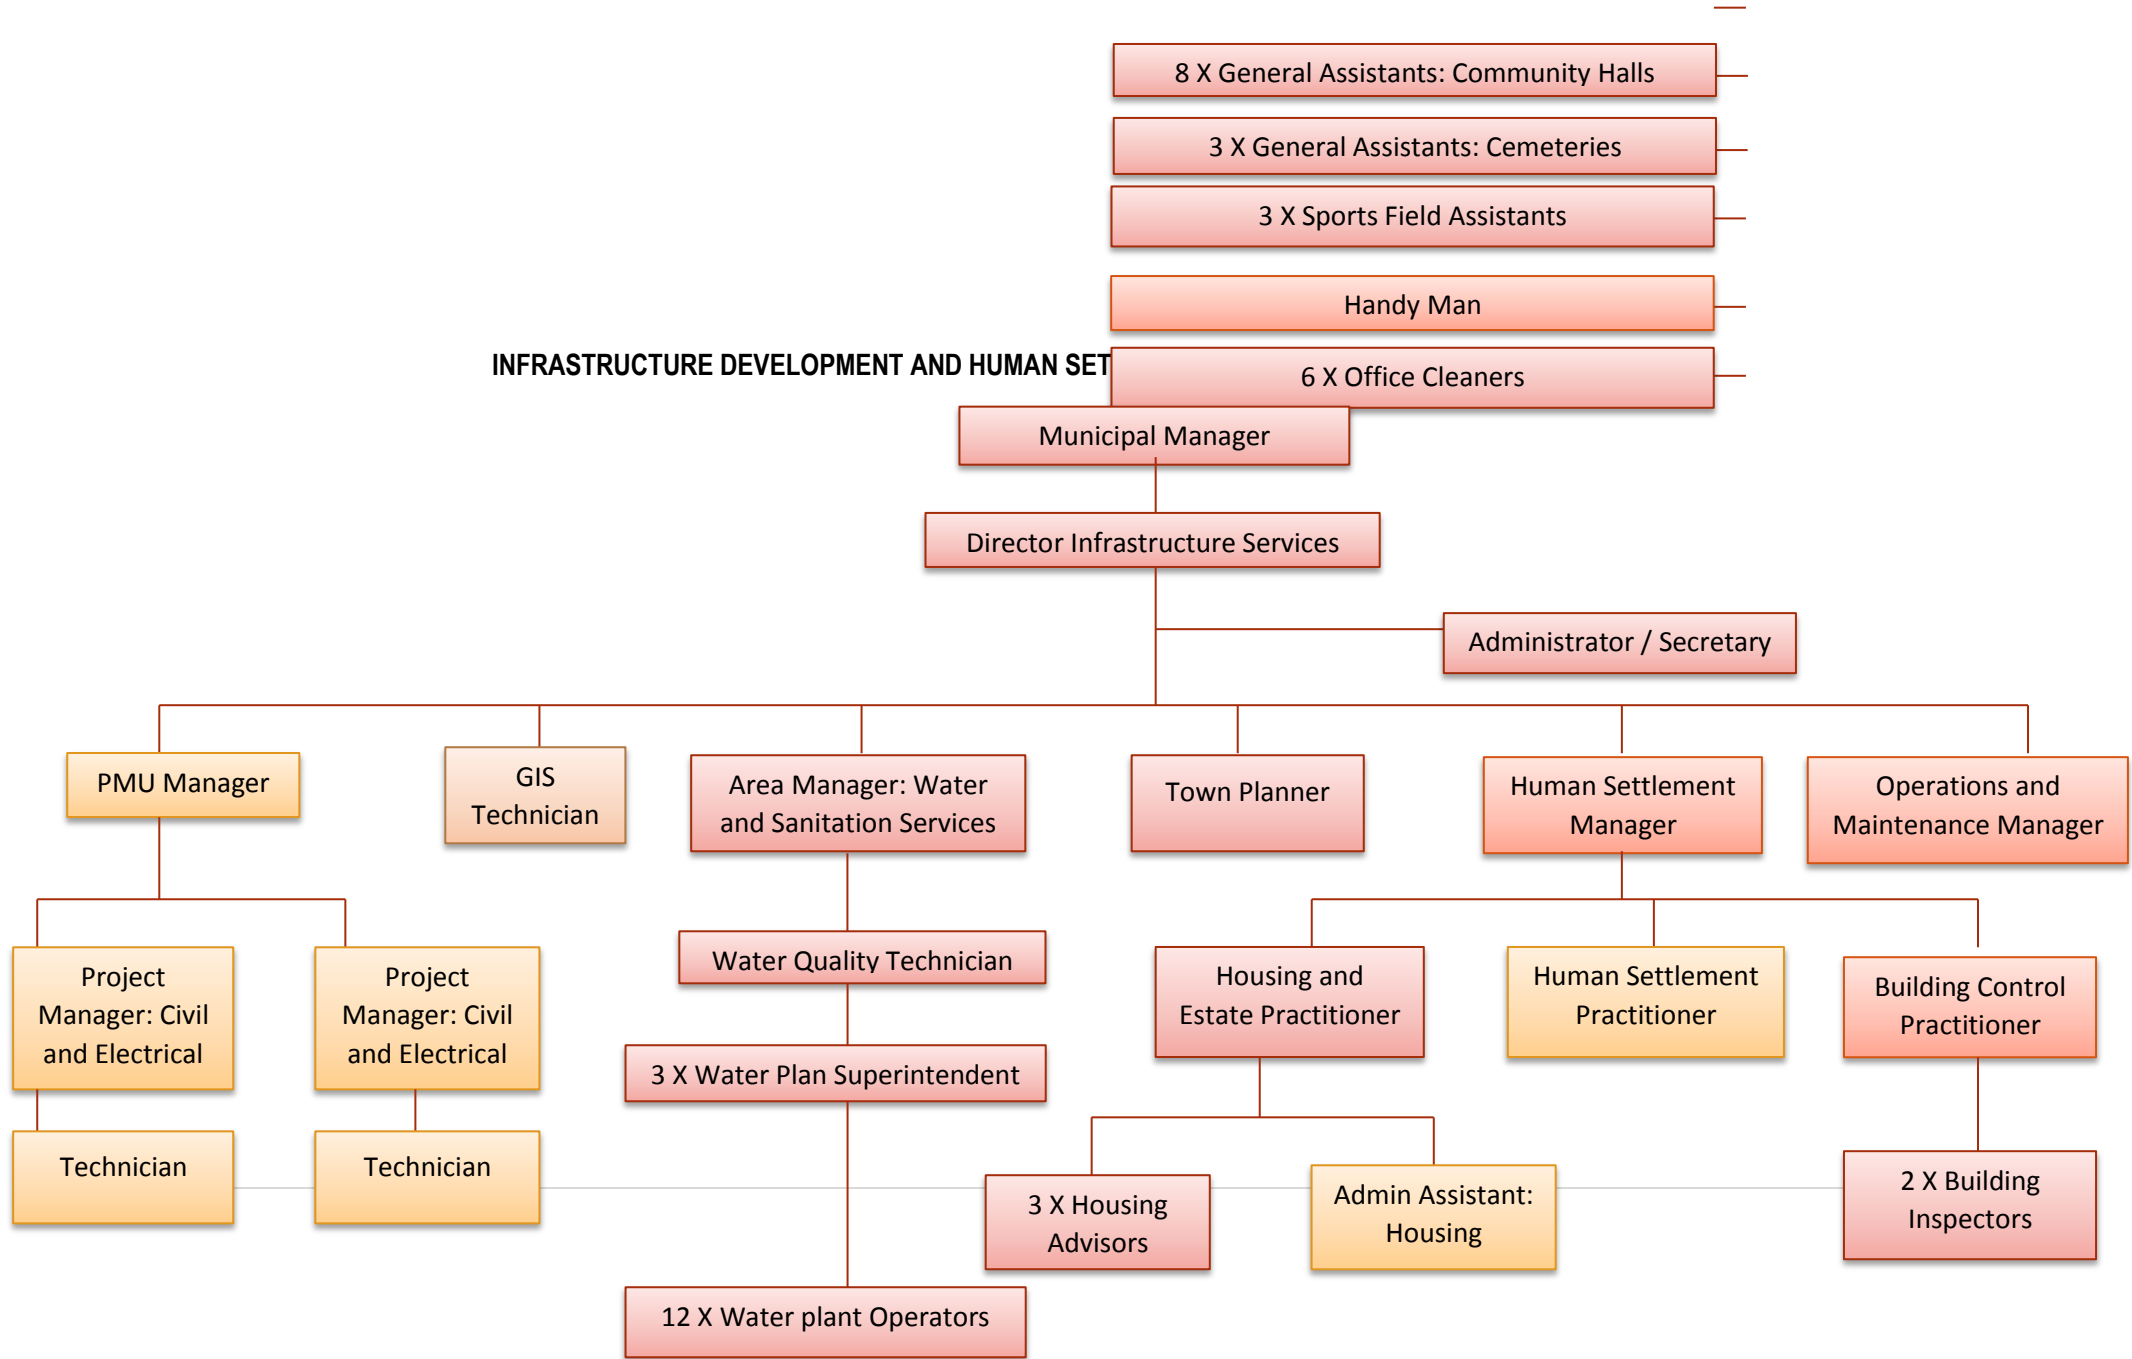 8 X General Assistants: Community Halls
3 X General Assistants: Cemeteries
3 X Sports Field Assistants
Handy Man
INFRASTRUCTURE DEVELOPMENT AND HUMAN SET
6 X Office Cleaners
Municipal Manager
Director Infrastructure Services
Administrator / Secretary
PMU Manager
GIS
Technician
Area Manager: Water
and Sanitation Services
Town Planner
Human Settlement
Manager
Operations and
Maintenance Manager
Project
Manager: Civil
and Electrical
Project
Manager: Civil
and Electrical
Water Quality Technician
Housing and
Estate Practitioner
Human Settlement
Practitioner
Building Control
Practitioner
3 X Water Plan Superintendent
Technician
Technician
3 X Housing
Advisors
Admin Assistant:
Housing
2 X Building
Inspectors
12 X Water plant Operators